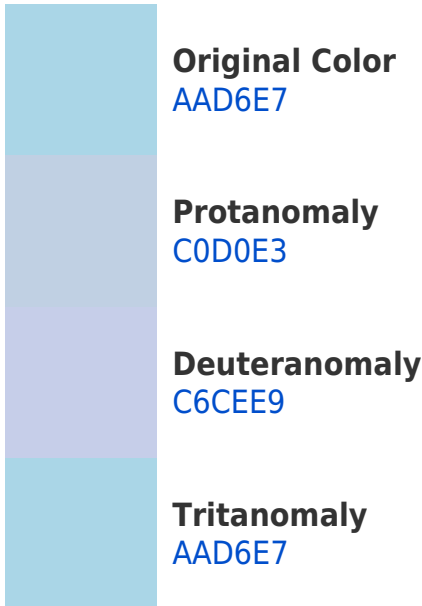 Original Color
AAD6E7
Protanomaly
C0D0E3
Deuteranomaly
C6CEE9
Tritanomaly
AAD6E7